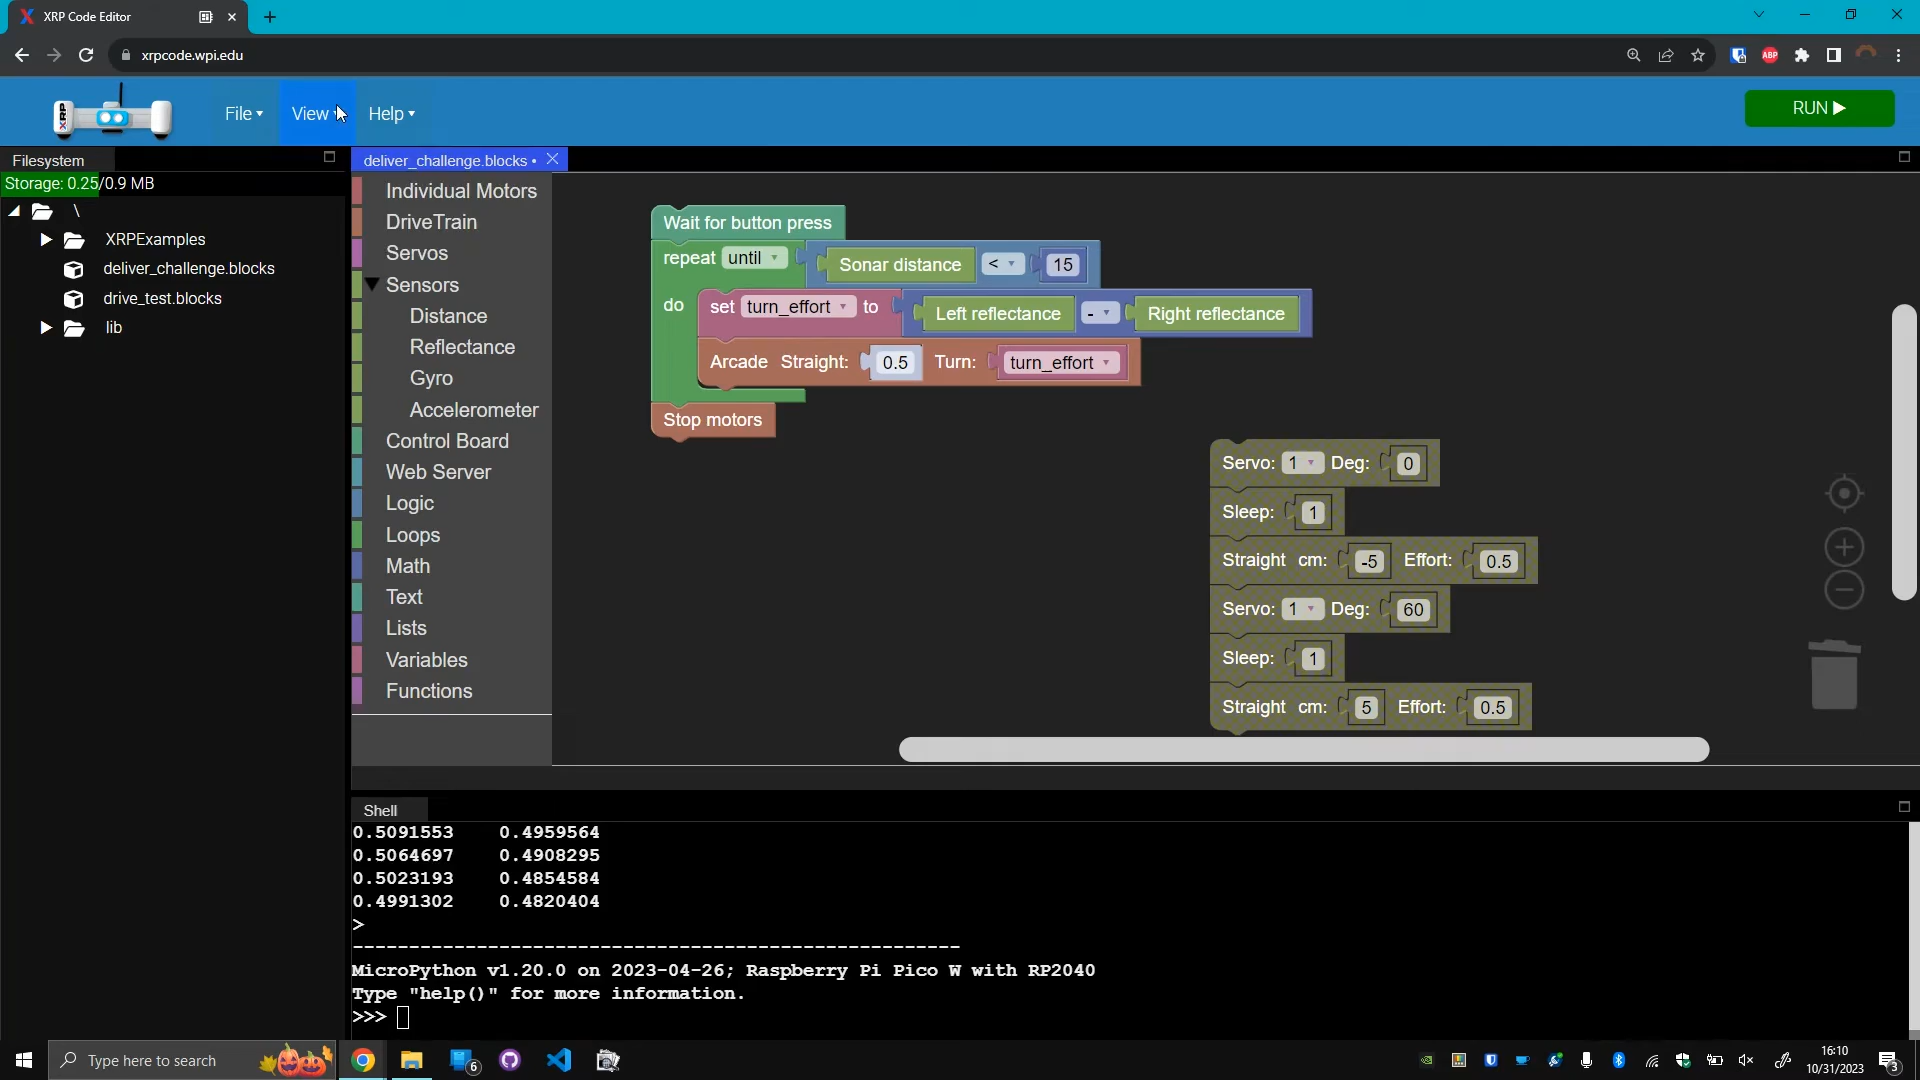 XRP Code Editor
xrpcode.wpi.edu
ABP
XRP
File
View
Help
RUN
Filesystem
Storage: 0.25/0.9 MB
\
XRPExamples
deliver_challenge.blocks
drive_test.blocks
lib
deliver_challenge.blocks •
Individual Motors
DriveTrain
Servos
Sensors
Distance
Reflectance
Gyro
Accelerometer
Control Board
Web Server
Logic
Loops
Math
Text
Lists
Variables
Functions
Wait for button press
repeat until Sonar distance < 15
do set turn_effort to Left reflectance - Right reflectance
Arcade Straight: 0.5 Turn: turn_effort
Stop motors
Servo: 1 Deg: 0
Sleep: 1
Straight cm: -5 Effort: 0.5
Servo: 1 Deg: 60
Sleep: 1
Straight cm: 5 Effort: 0.5
Shell
0.5091553 0.4959564
0.5064697 0.4908295
0.5023193 0.4854584
0.4991302 0.4820404
>
------------------------------------------------------
MicroPython v1.20.0 on 2023-04-26; Raspberry Pi Pico W with RP2040
Type "help()" for more information.
>>>
Type here to search
6
16:10
10/31/2023
3